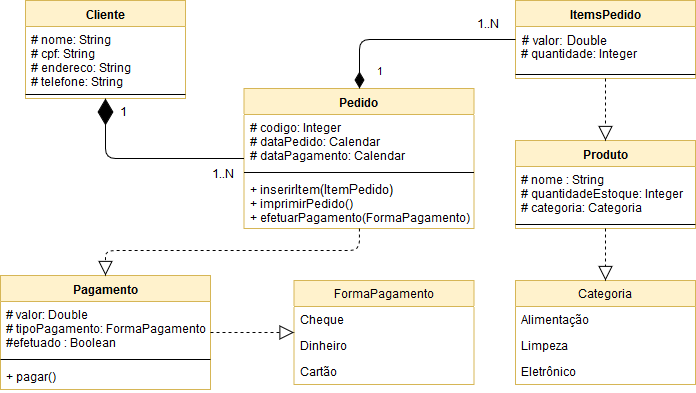 Cliente
# nome: String
# cpf: String
# endereco: String
# telefone: String
1
1..N
ItemsPedido
# valor: Double
# quantidade: Integer
1..N
1
Pedido
# codigo: Integer
# dataPedido: Calendar
# dataPagamento: Calendar
+ inserirItem(ItemPedido)
+ imprimirPedido()
+ efetuarPagamento(FormaPagamento)
Produto
# nome : String
# quantidadeEstoque: Integer
# categoria: Categoria
Pagamento
# valor: Double
# tipoPagamento: FormaPagamento
#efetuado : Boolean
+ pagar()
FormaPagamento
Cheque
Dinheiro
Cartão
Categoria
Alimentação
Limpeza
Eletrônico